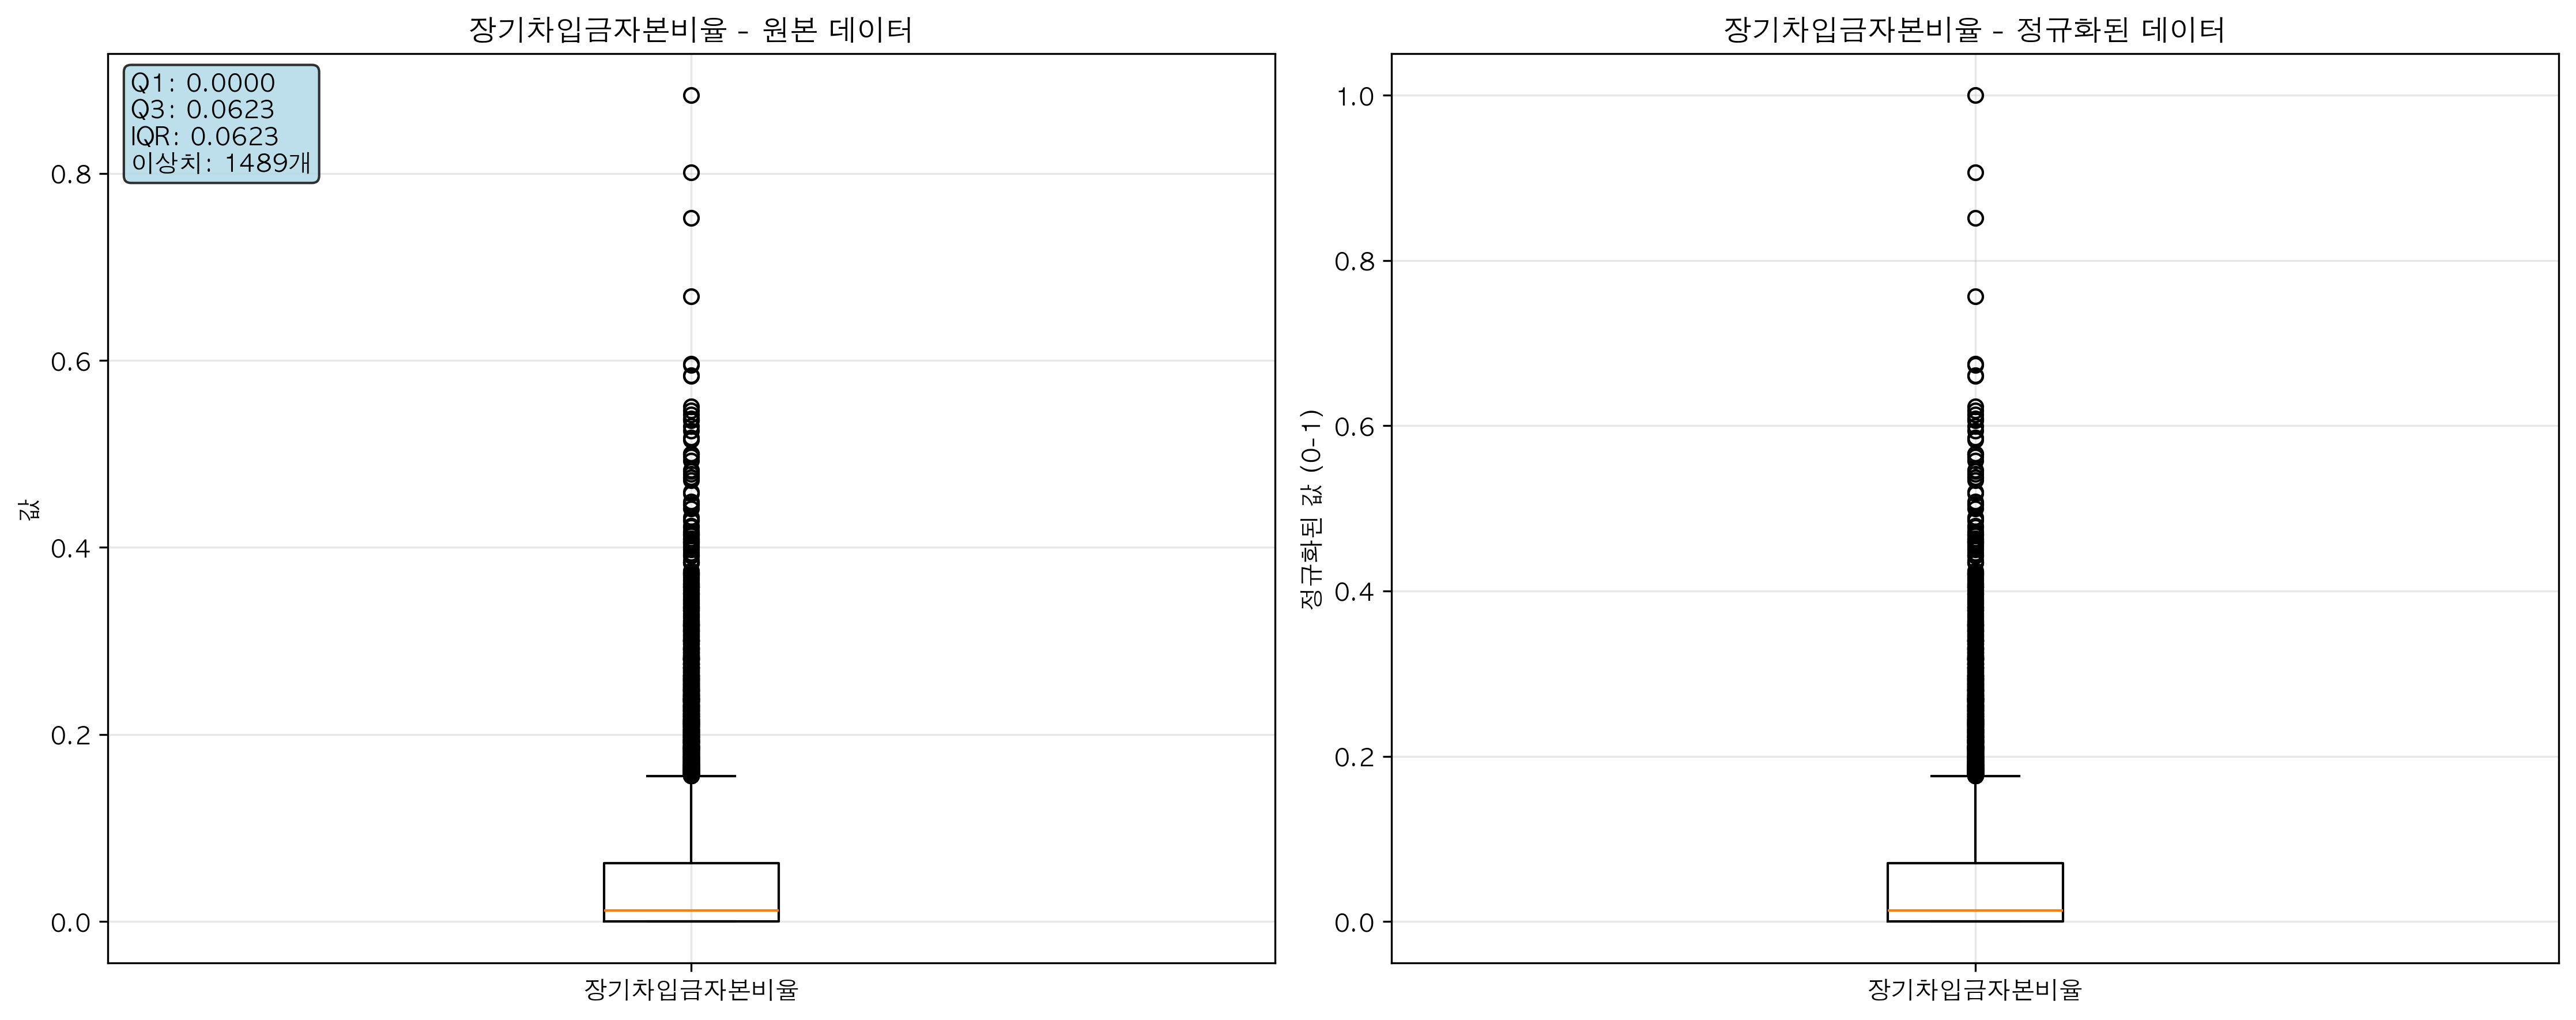 장기차입금자본비율 - 원본 데이터
Q1: 0.0000
Q3: 0.0623
IQR: 0.0623
이상치: 1489개
값
0.8
0.6
0.4
0.2
0.0
장기차입금자본비율
장기차입금자본비율 - 정규화된 데이터
정규화된 값 (0-1)
1.0
0.8
0.6
0.4
0.2
0.0
장기차입금자본비율